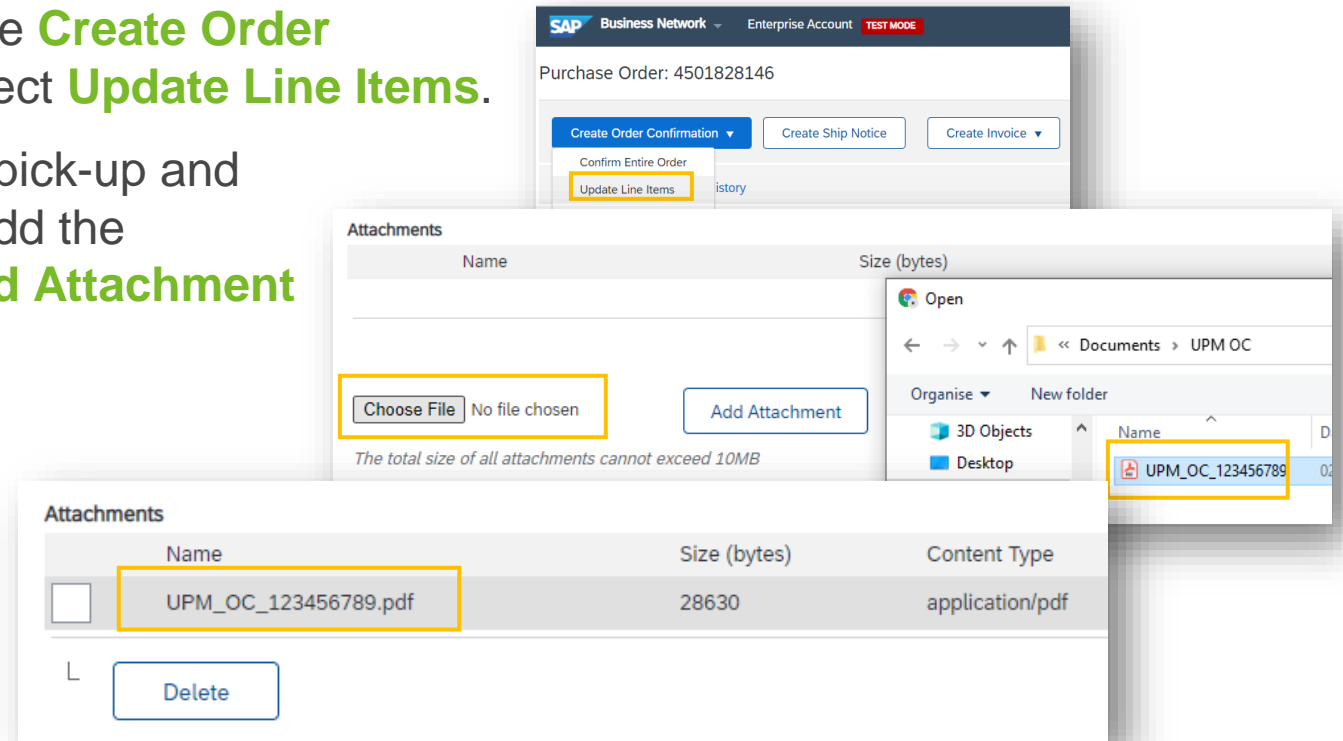 e Create Order
ect Update Line Items.
pick-up and
dd the
d Attachment
SAP Business Network Enterprise Account TEST MODE
Purchase Order: 4501828146
Create Order Confirmation ▼ Create Ship Notice Create Invoice ▼
Confirm Entire Order
Update Line Items istory
Attachments
Name Size (bytes)
Choose File No file chosen Add Attachment
The total size of all attachments cannot exceed 10MB
Open
« Documents › UPM OC
Organise ▼ New folder
3D Objects Name D
Desktop UPM_OC_123456789 02
Attachments
Name Size (bytes) Content Type
UPM_OC_123456789.pdf 28630 application/pdf
Delete